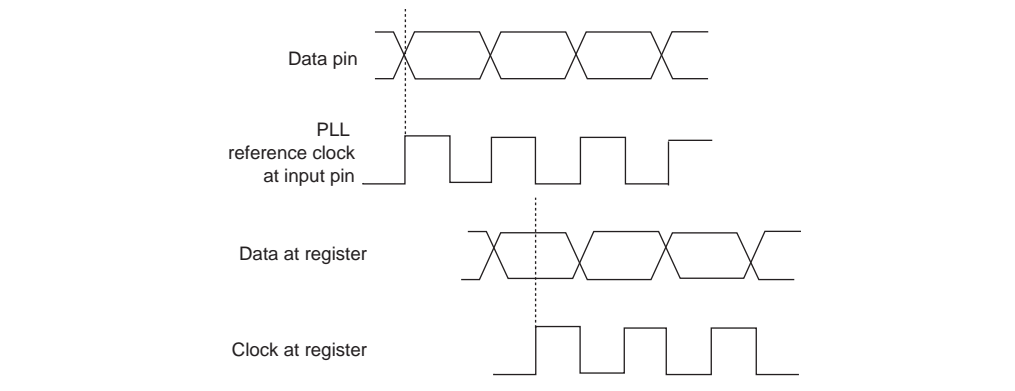 Data pin
PLL
reference clock
at input pin
Data at register
Clock at register